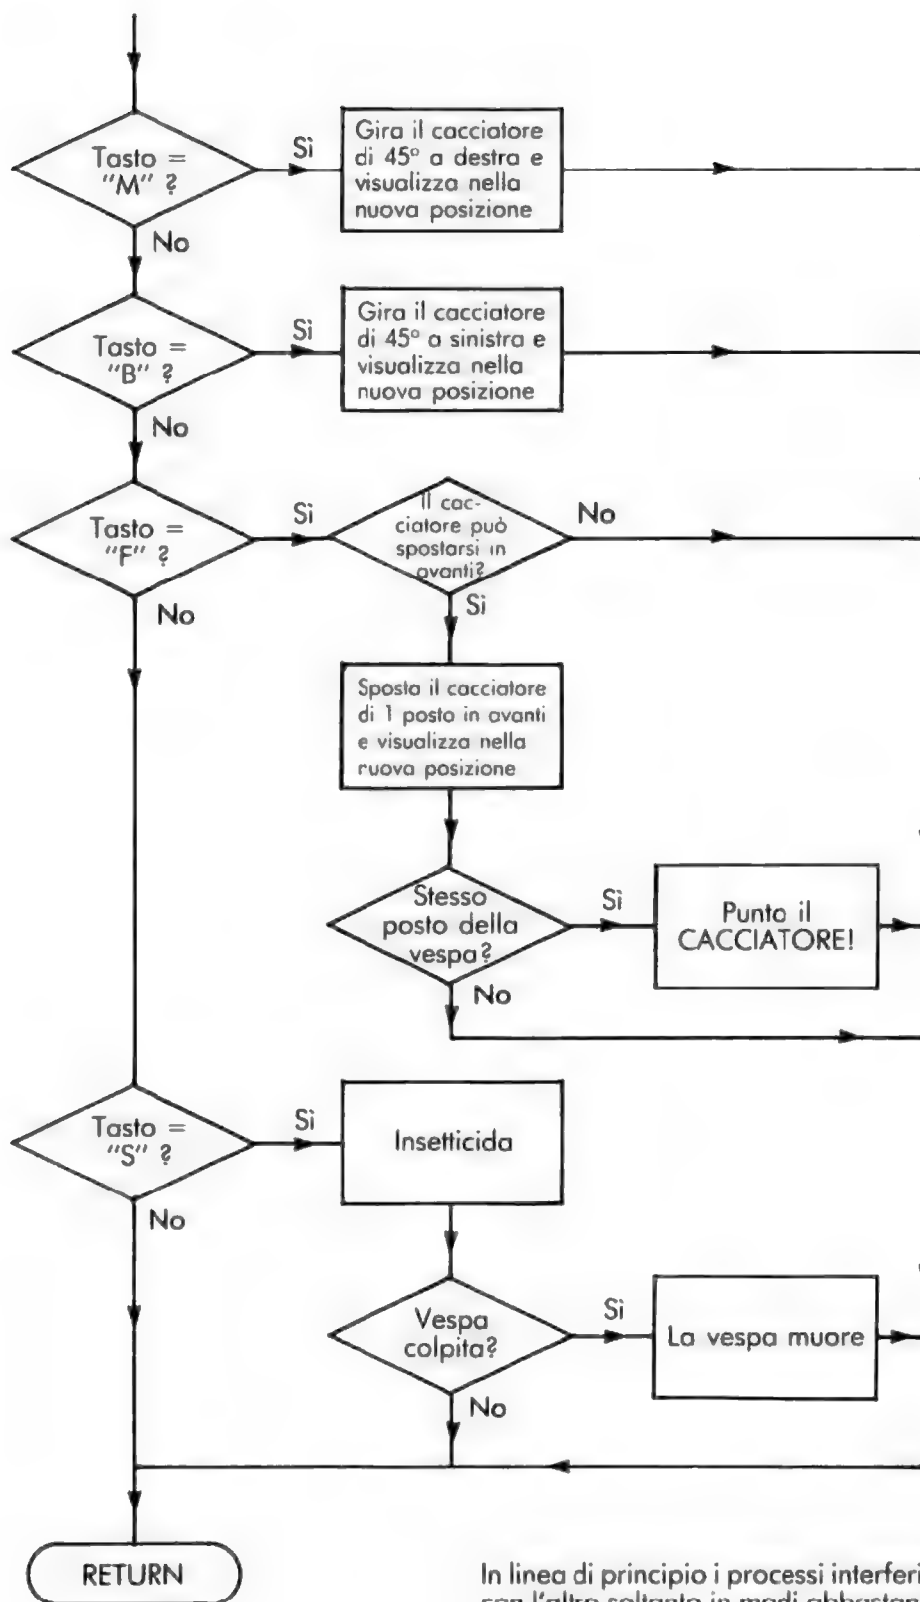 Tasto =
"M" ?
Sì
Gira il cacciatore
di 45° a destra e
visualizza nella
nuova posizione
No
Tasto =
"B" ?
Sì
Gira il cacciatore
di 45° a sinistra e
visualizza nella
nuova posizione
No
Tasto =
"F" ?
Sì
Il cac-
ciatore può
spostarsi in
avanti?
No
No
Sì
Sposta il cacciatore
di 1 posto in avanti
e visualizza nella
nuova posizione
Stesso
posto della
vespa?
Sì
Punto il
CACCIATORE!
No
Tasto =
"S" ?
Sì
Insetticida
No
Vespa
colpita?
Sì
La vespa muore
No
RETURN
In linea di principio i processi interferi
con l'altro soltanto in modi abbastan